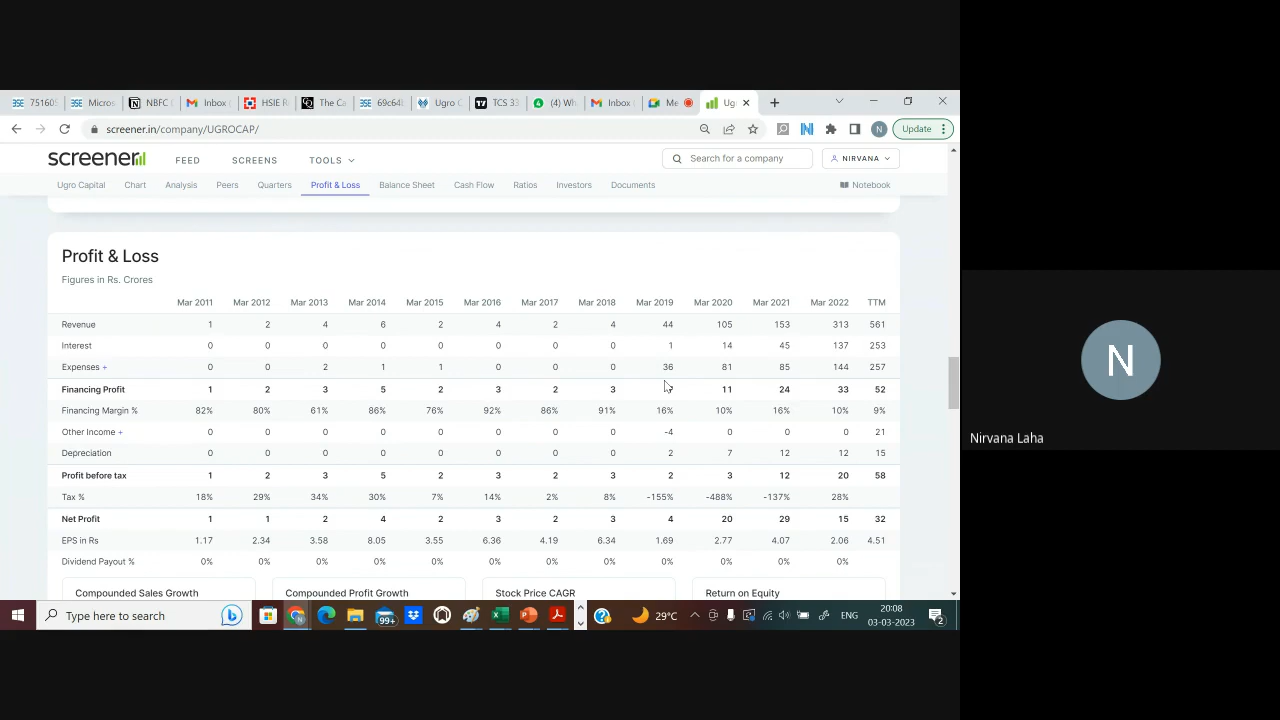 75160
Micros
NBFC (
Inbox (
HSIE R
The Ca
69c64b
Ugro C
TCS 33
(4) Wh
Inbox
Me
Ug
screener.in/company/UGROCAP/
N
Update
screener
FEED SCREENS TOOLS
Search for a company
NIRVANA
Ugro Capital Chart Analysis Peers Quarters Profit & Loss Balance Sheet Cash Flow Ratios Investors Documents Notebook
Profit & Loss
Figures in Rs. Crores
Mar 2011 Mar 2012 Mar 2013 Mar 2014 Mar 2015 Mar 2016 Mar 2017 Mar 2018 Mar 2019 Mar 2020 Mar 2021 Mar 2022 TTM
Revenue 1 2 4 6 2 4 2 4 44 105 153 313 561
Interest 0 0 0 0 0 0 0 0 1 14 45 137 253
Expenses + 0 0 2 1 1 0 0 0 36 81 85 144 257
Financing Profit 1 2 3 5 2 3 2 3 11 24 33 52
Financing Margin % 82% 80% 61% 86% 76% 92% 86% 91% 16% 10% 16% 10% 9%
Other Income + 0 0 0 0 0 0 0 0 -4 0 0 0 21
Depreciation 0 0 0 0 0 0 0 0 2 7 12 12 15
Profit before tax 1 2 3 5 2 3 2 3 2 3 12 20 58
Tax % 18% 29% 34% 30% 7% 14% 2% 8% -155% -488% -137% 28%
Net Profit 1 1 2 4 2 3 2 3 4 20 29 15 32
EPS in Rs 1.17 2.34 3.58 8.05 3.55 6.36 4.19 6.34 1.69 2.77 4.07 2.06 4.51
Dividend Payout % 0% 0% 0% 0% 0% 0% 0% 0% 0% 0% 0% 0%
Compounded Sales Growth Compounded Profit Growth Stock Price CAGR Return on Equity
Type here to search
99+
29°C
ENG
20:08
03-03-2023
2
N
Nirvana Laha